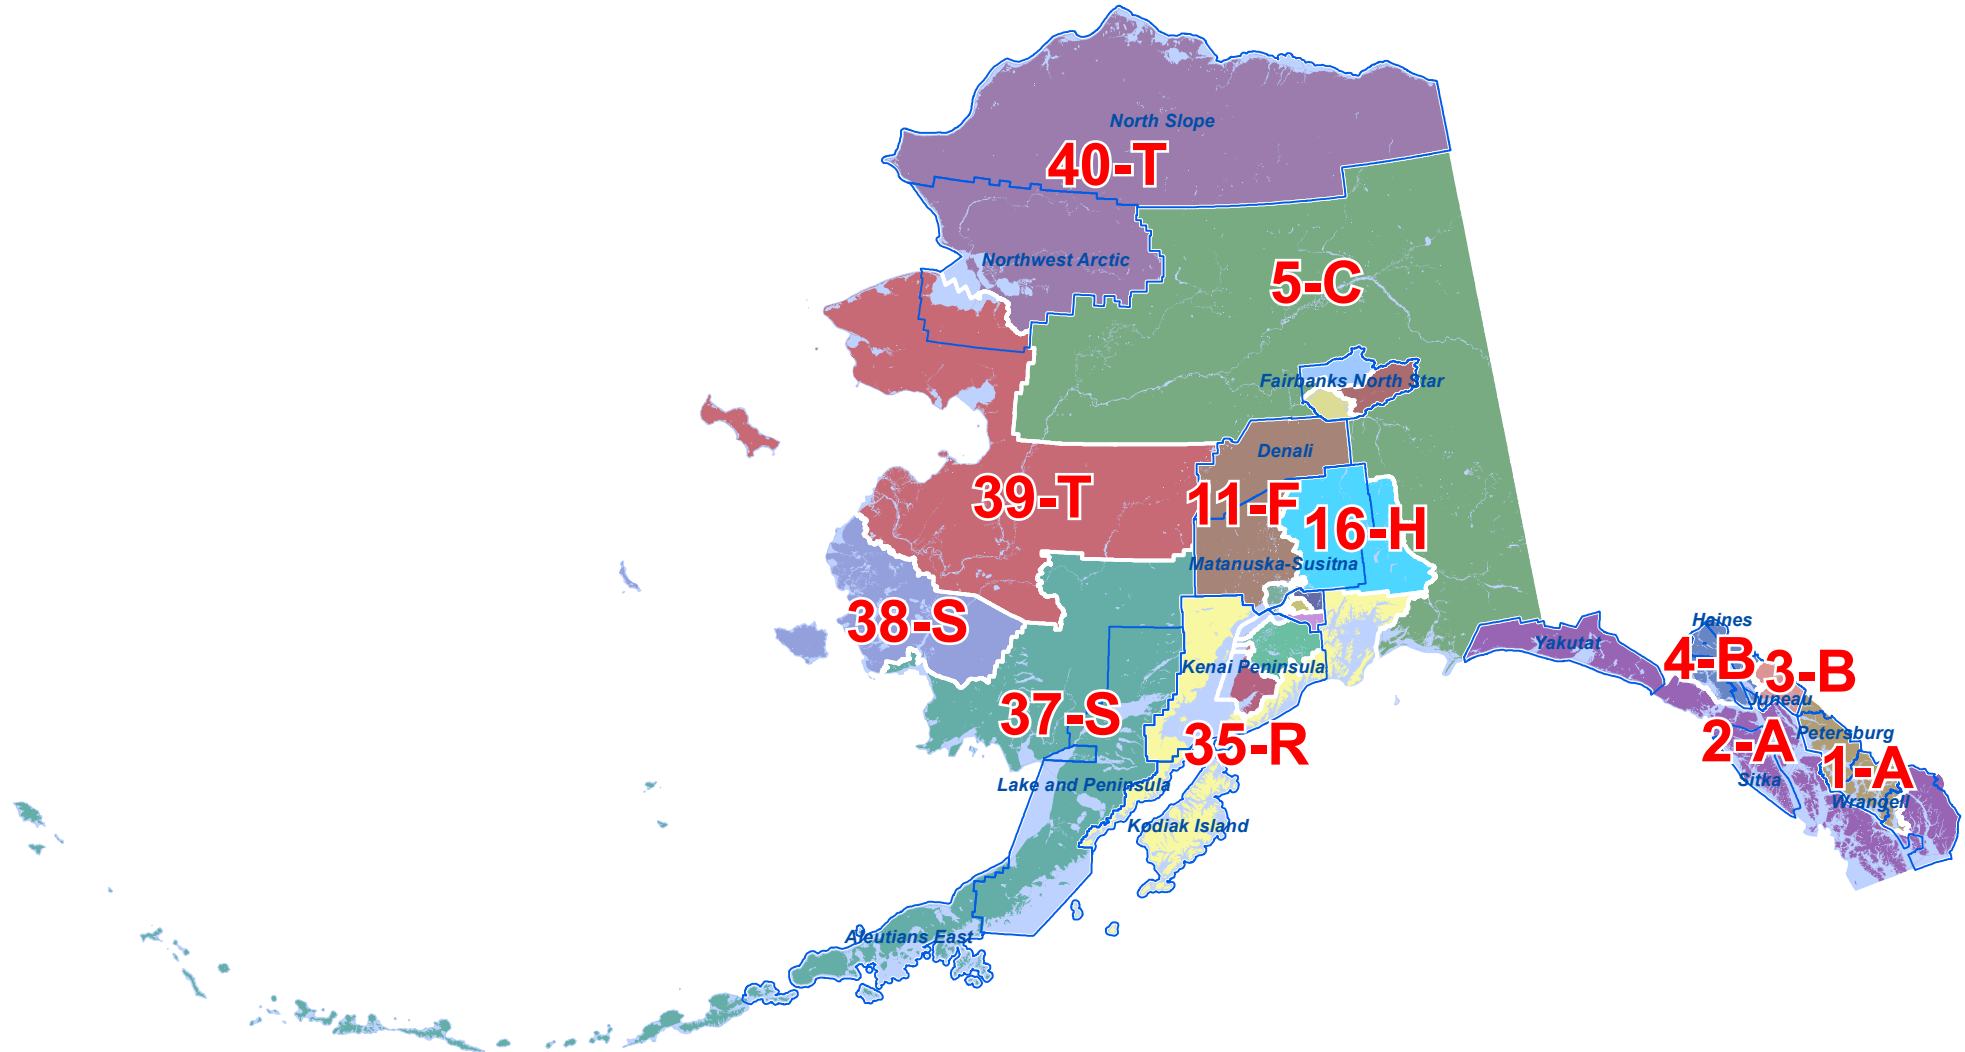 North Slope
40-T
Northwest Arctic
5-C
Fairbanks North Star
Denali
39-T
11-F
16-H
Matanuska-Susitna
38-S
Haines
Yakutat
4-B
3-B
Kenai Peninsula
Juneau
37-S
35-R
2-A
Petersburg
1-A
Sitka
Lake and Peninsula
Wrangell
Kodiak Island
Aleutians East